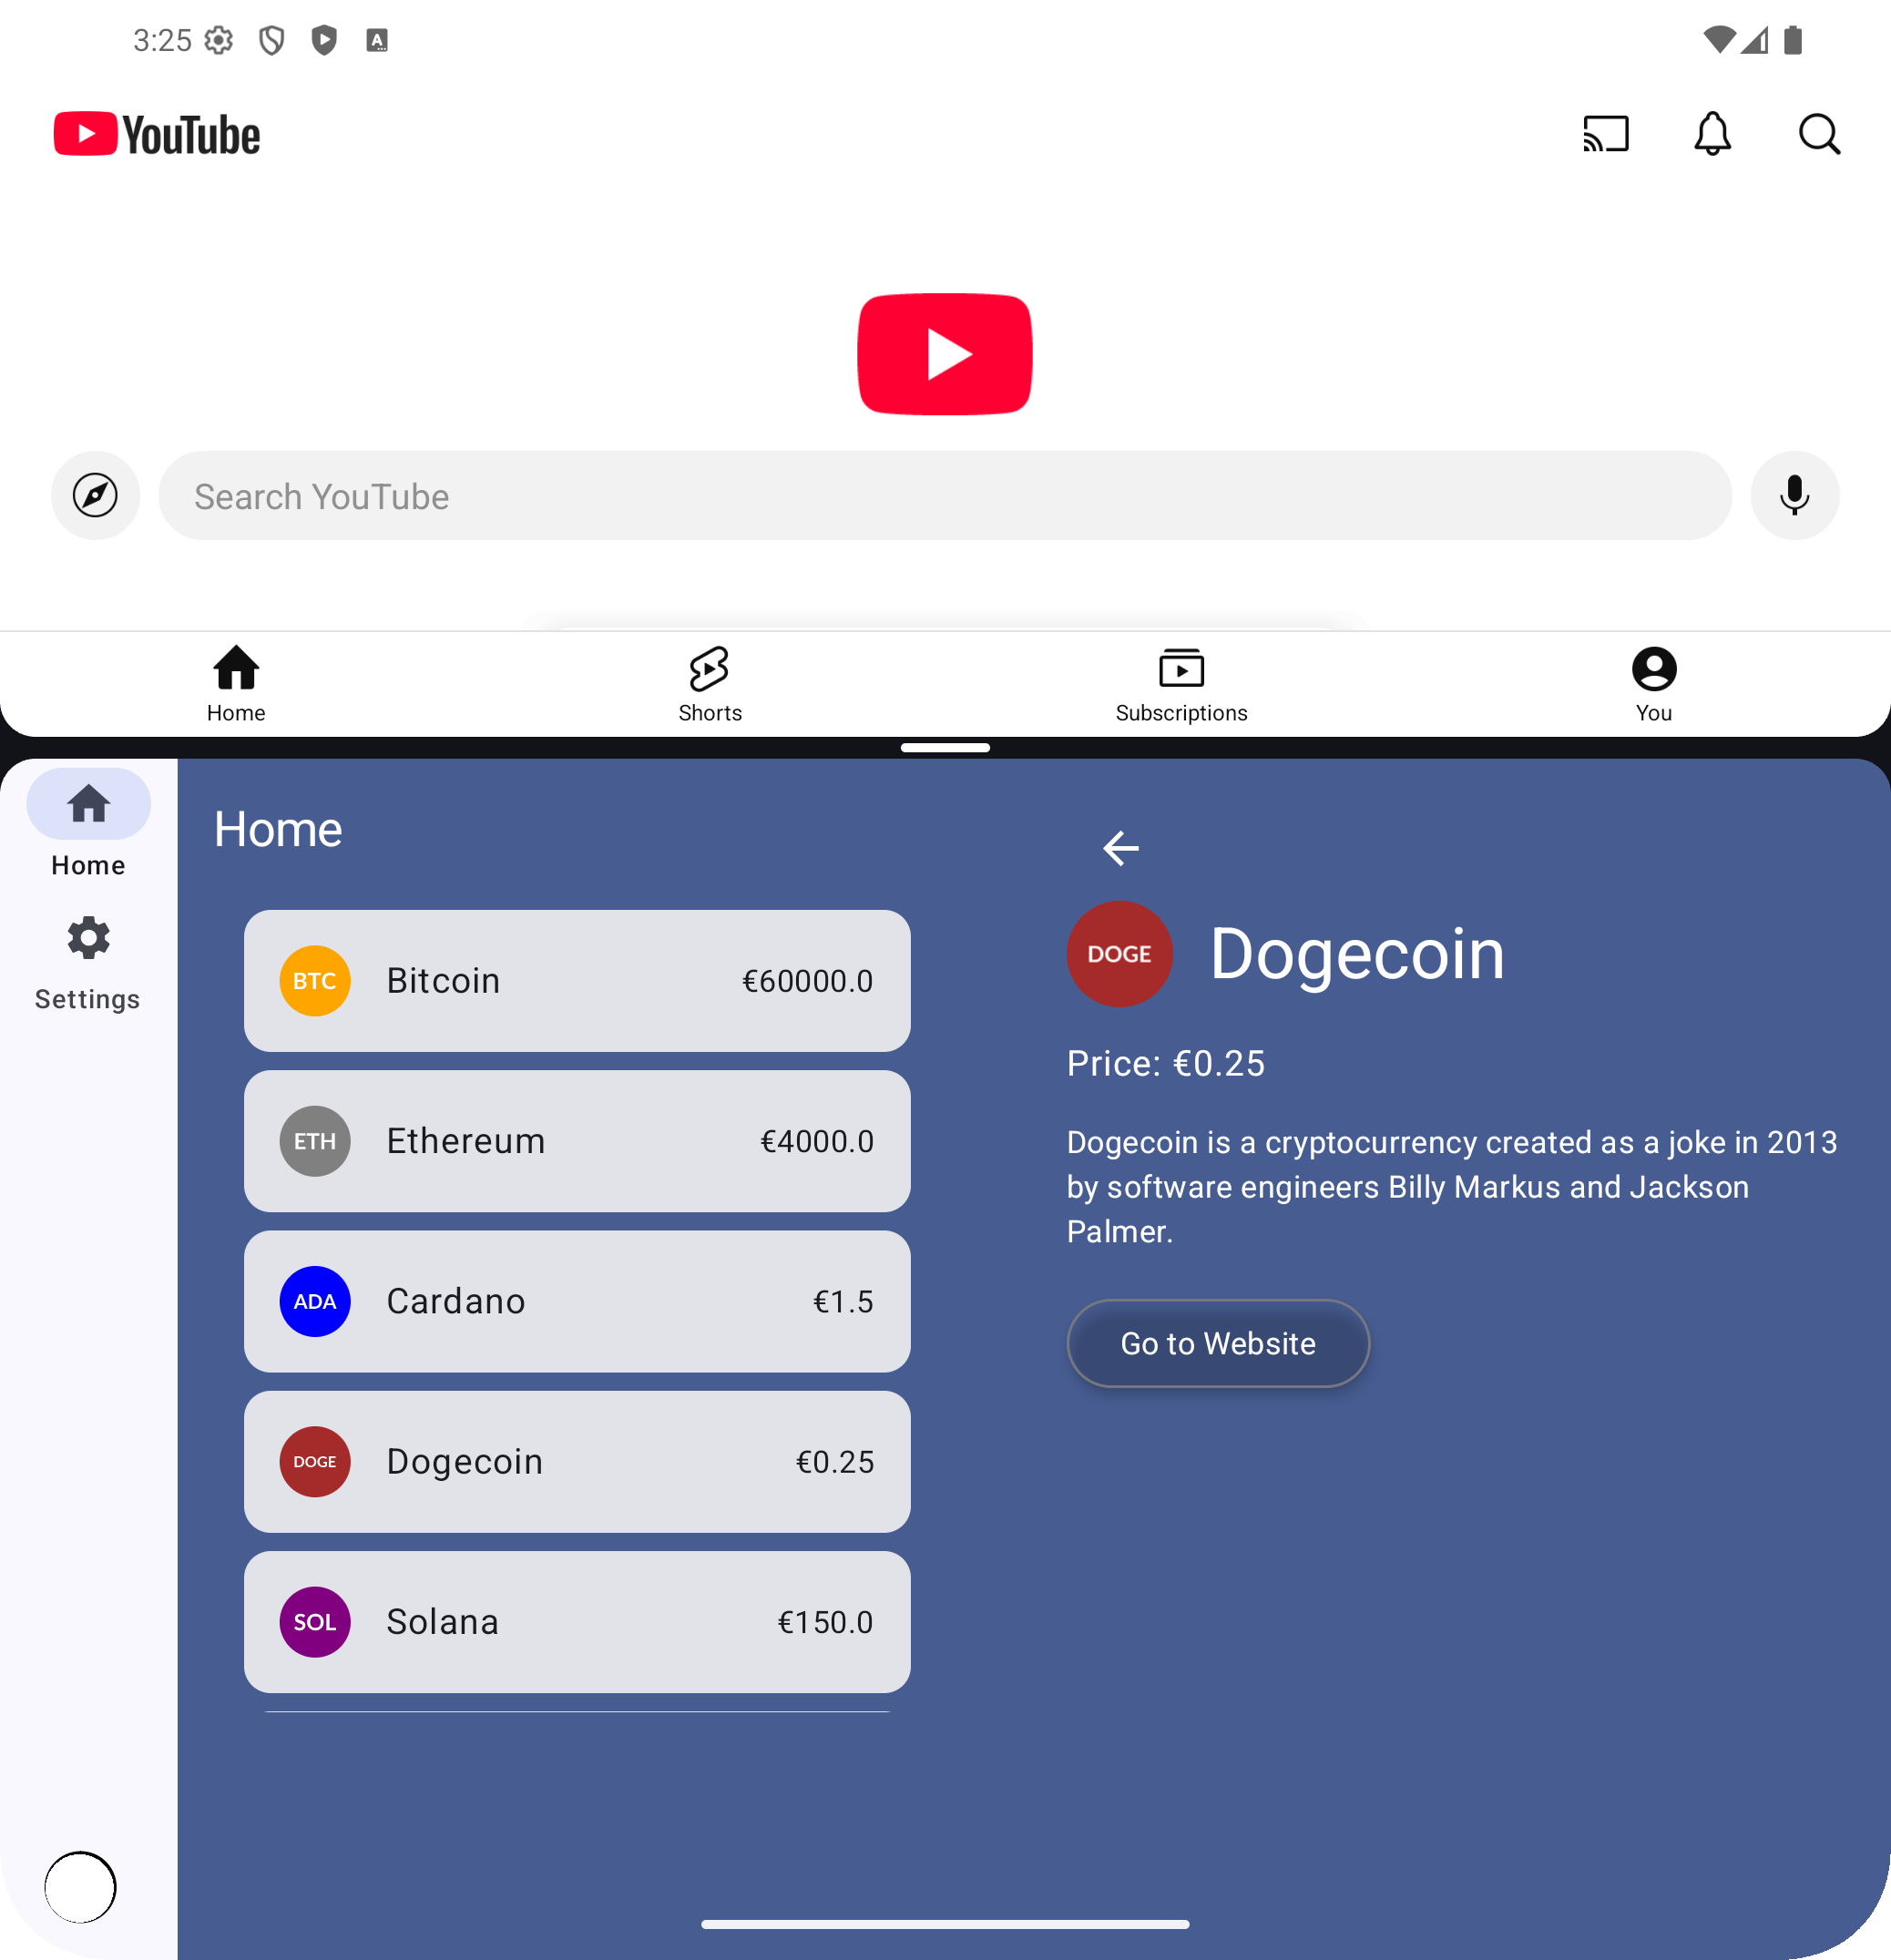 3:25
YouTube
Search YouTube
Home
Shorts
Subscriptions
You
Home
Settings
Home
BTC Bitcoin €60000.0
ETH Ethereum €4000.0
ADA Cardano €1.5
DOGE Dogecoin €0.25
SOL Solana €150.0
DOGE Dogecoin
Price: €0.25
Dogecoin is a cryptocurrency created as a joke in 2013
by software engineers Billy Markus and Jackson
Palmer.
Go to Website